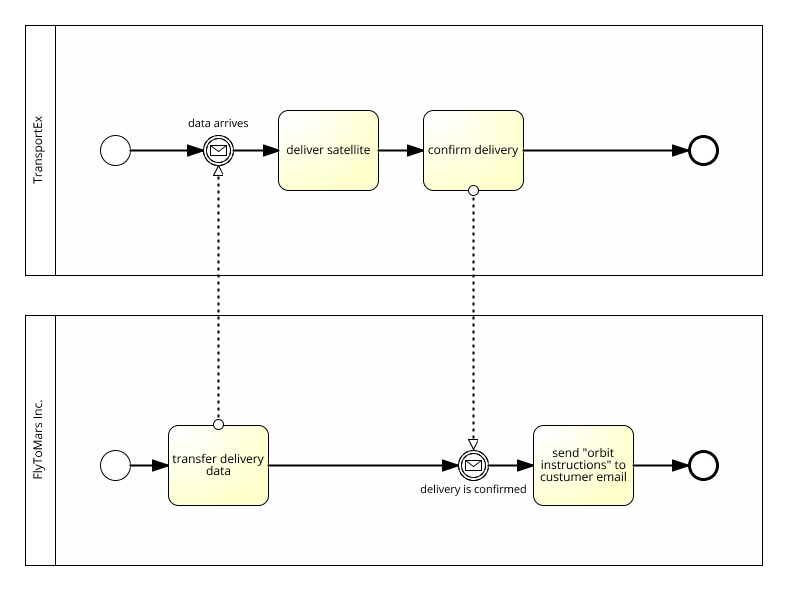 TransportEx
data arrives
deliver satellite
confirm delivery
FlyToMars Inc.
transfer delivery
data
delivery is confirmed
send "orbit
instructions" to
custumer email